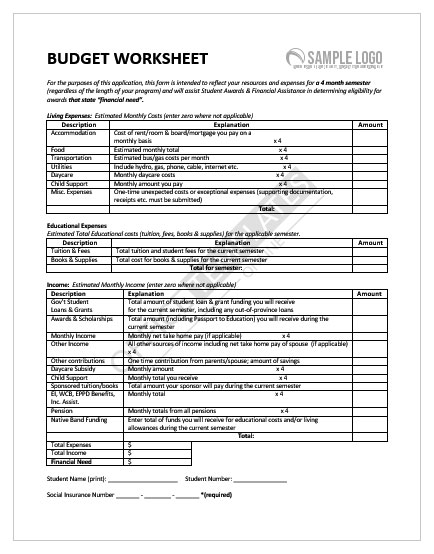 BUDGET WORKSHEET
SAMPLE LOGO
For the purposes of this application, this form is intended to reflect your resources and expenses for a 4 month semester
(regardless of the length of your program) and will assist Student Awards & Financial Assistance in determining eligibility for
awards that state "financial need".
Living Expenses: Estimated Monthly Costs (enter zero where not applicable)
Description Explanation Amount
Accommodation Cost of rent/room & board/mortgage you pay on a
monthly basis x 4
Food Estimated monthly total x 4
Transportation Estimated bus/gas costs per month x 4
Utilities Include hydro, gas, phone, cable, internet etc. x 4
Daycare Monthly daycare costs x 4
Child Support Monthly amount you pay x 4
Misc. Expenses One-time unexpected costs or exceptional expenses (supporting documentation,
receipts etc. must be submitted)
Total:
Educational Expenses
Estimated Total Educational costs (tuition, fees, books & supplies) for the applicable semester.
Description Explanation Amount
Tuition & Fees Total tuition and student fees for the current semester
Books & Supplies Total cost for books & supplies for the current semester
Total for semester:
Income: Estimated Monthly Income (enter zero where not applicable)
Description Explanation Amount
Gov't Student Total amount of student loan & grant funding you will receive
Loans & Grants for the current semester, including any out-of-province loans
Awards & Scholarships Total amount (including Passport to Education) you will receive during the
current semester
Monthly Income Monthly net take home pay (if applicable) x 4
Other Income All other sources of income including net take home pay of spouse (if applicable)
x 4
Other contributions One time contribution from parents/spouse; amount of savings
Daycare Subsidy Monthly amount x 4
Child Support Monthly total you receive x 4
Sponsored tuition/books Total amount your sponsor will pay during the current semester
EI, WCB, EPPD Benefits, Monthly total x 4
Inc. Assist.
Pension Monthly totals from all pensions x 4
Native Band Funding Enter total of funds you will receive for educational costs and/or living
allowances during the current semester
Total:
Total Expenses $
Total Income $
Financial Need $
Student Name (print): ____________________ Student Number: ________________
Social Insurance Number _______ - _______ - _______ *(required)